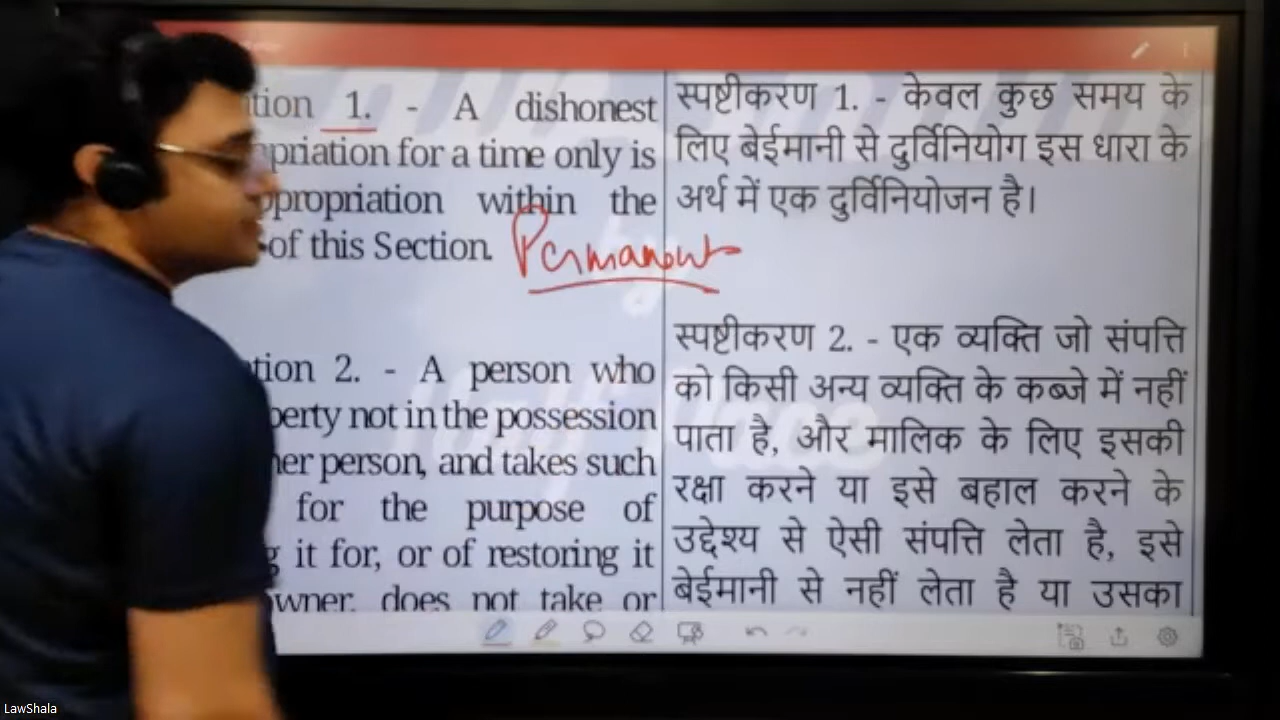 tion 1. - A dishonest
priation for a time only is
ppropriation within the
of this Section.
Permanent
tion 2. - A person who
perty not in the possession
her person, and takes such
for the purpose of
g it for, or of restoring it
owner, does not take or
स्पष्टीकरण 1. - केवल कुछ समय के
लिए बेईमानी से दुर्विनियोग इस धारा के
अर्थ में एक दुर्विनियोजन है।
स्पष्टीकरण 2. - एक व्यक्ति जो संपत्ति
को किसी अन्य व्यक्ति के कब्जे में नहीं
पाता है, और मालिक के लिए इसकी
रक्षा करने या इसे बहाल करने के
उद्देश्य से ऐसी संपत्ति लेता है, इसे
बेईमानी से नहीं लेता है या उसका
LawShala